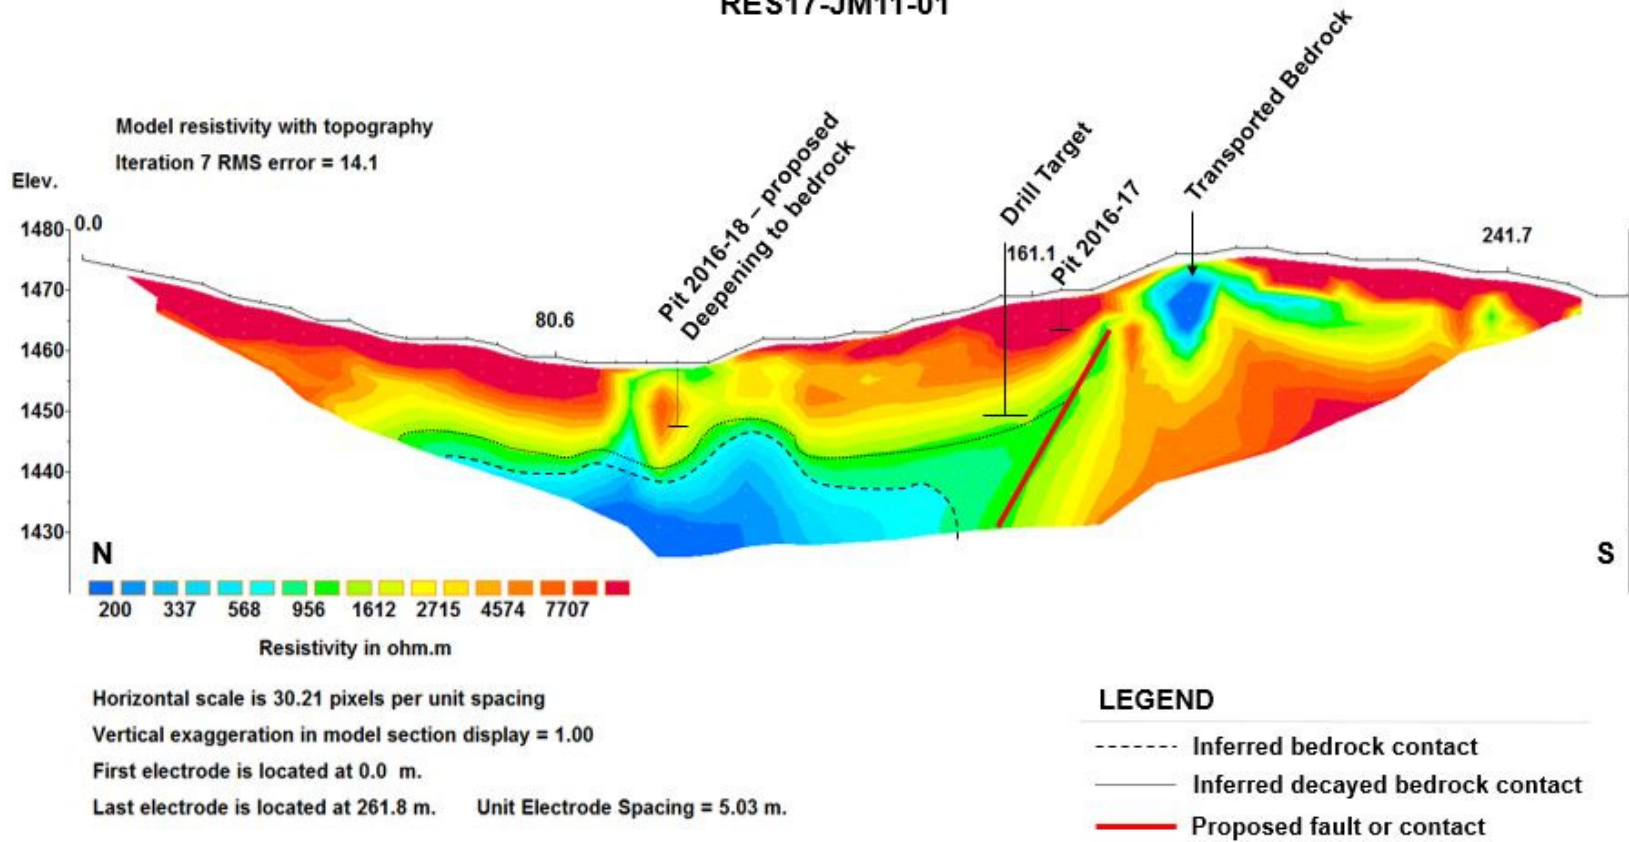 RES17-JM11-01
Model resistivity with topography
Iteration 7 RMS error = 14.1
Elev.
1480
1470
1460
1450
1440
1430
0.0
80.6
161.1
241.7
Pit 2016-18 – proposed
Deepening to bedrock
Drill Target
Pit 2016-17
Transported Bedrock
N
S
200 337 568 956 1612 2715 4574 7707
Resistivity in ohm.m
Horizontal scale is 30.21 pixels per unit spacing
Vertical exaggeration in model section display = 1.00
First electrode is located at 0.0 m.
Last electrode is located at 261.8 m. Unit Electrode Spacing = 5.03 m.
LEGEND
Inferred bedrock contact
Inferred decayed bedrock contact
Proposed fault or contact